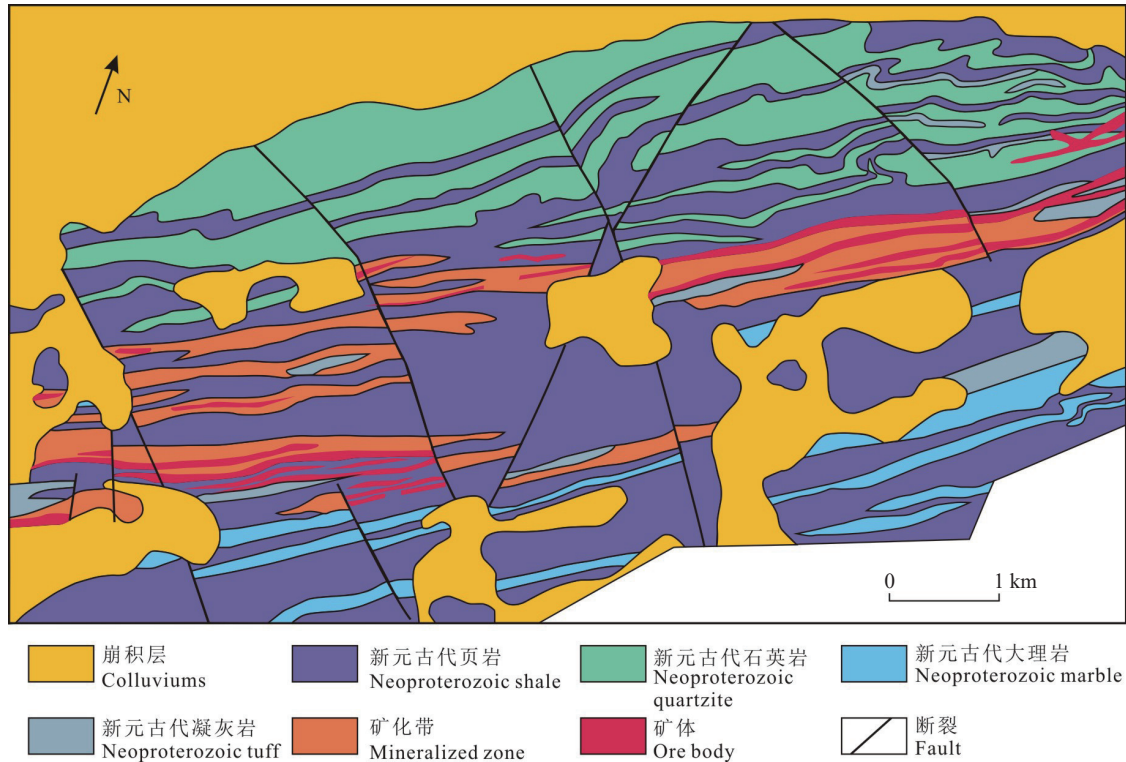 N
0 1 km
崩积层
Colluviums
新元古代页岩
Neoproterozoic shale
新元古代石英岩
Neoproterozoic
quartzite
新元古代大理岩
Neoproterozoic marble
新元古代凝灰岩
Neoproterozoic tuff
矿化带
Mineralized zone
矿体
Ore body
断裂
Fault